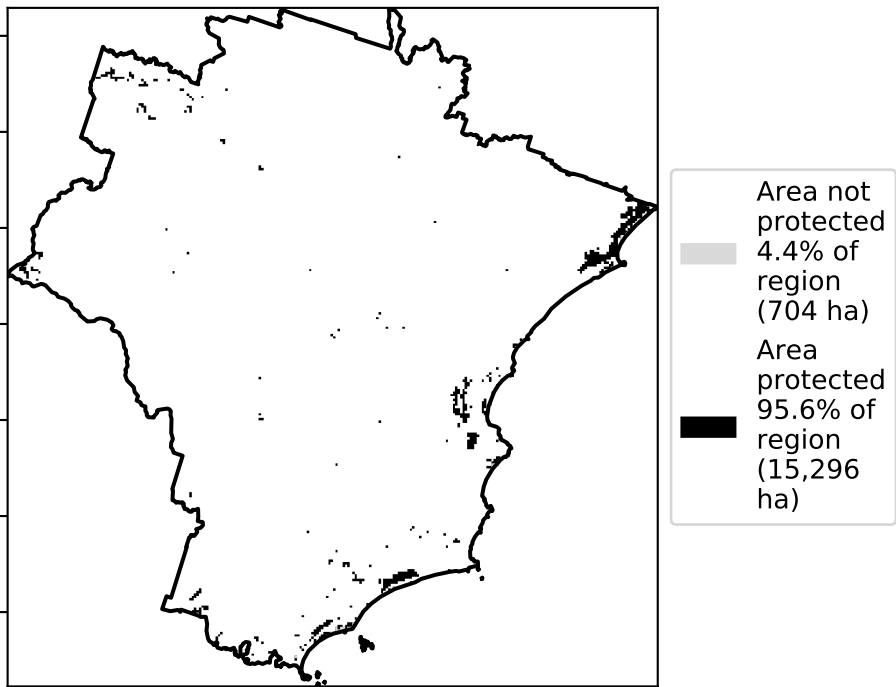 Area not
protected
4.4% of
region
(704 ha)
Area
protected
95.6% of
region
(15,296
ha)